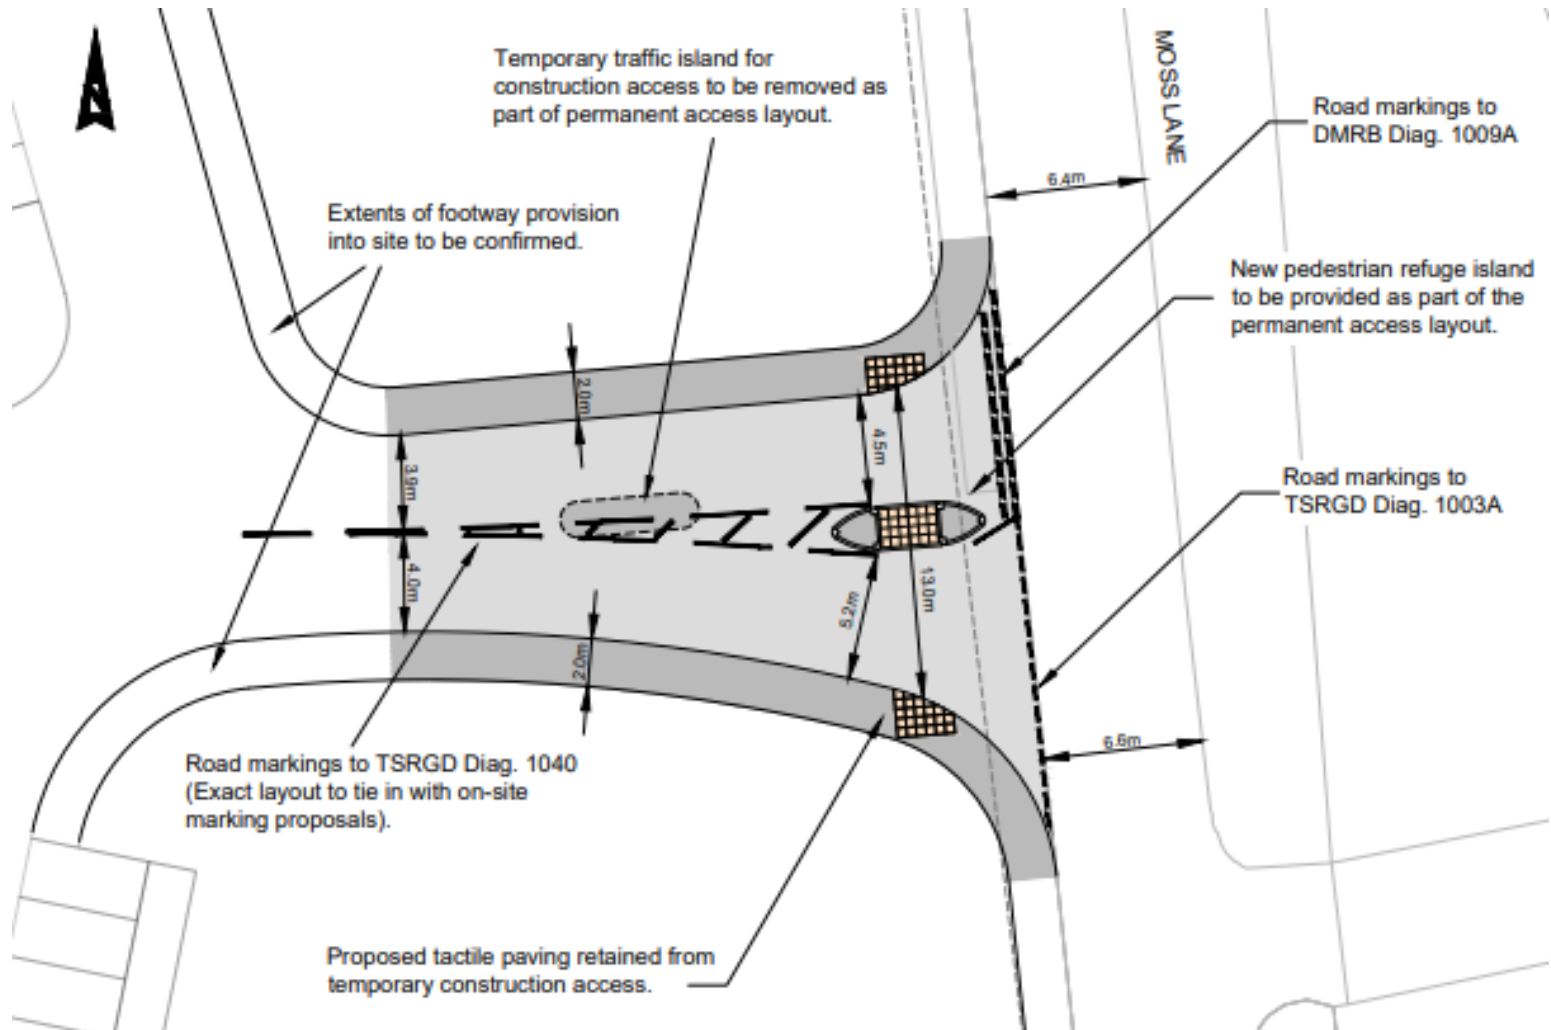 Temporary traffic island for
construction access to be removed as
part of permanent access layout.
MOSS LANE
Road markings to
DMRB Diag. 1009A
6.4m
Extents of footway provision
into site to be confirmed.
New pedestrian refuge island
to be provided as part of the
permanent access layout.
2.0m
4.5m
3.9m
Road markings to
TSRGD Diag. 1003A
4.0m
13.0m
5.2m
2.0m
6.6m
Road markings to TSRGD Diag. 1040
(Exact layout to tie in with on-site
marking proposals).
Proposed tactile paving retained from
temporary construction access.